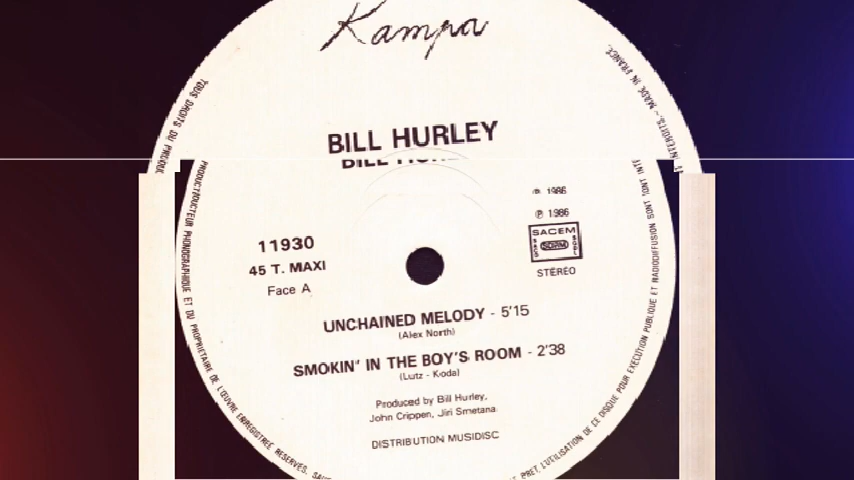 Kampa
BILL HURLEY
℗ 1986
℗ 1986
11930
45 T. MAXI
Face A
SACEM
STÉRÉO
UNCHAINED MELODY - 5'15
(Alex North)
SMOKIN' IN THE BOY'S ROOM - 2'38
(Lutz - Koda)
Produced by Bill Hurley,
John Crippen, Jiri Smetana
DISTRIBUTION MUSIDISC
TOUS DROITS DU
PRODUCTEUR PHONOGRAPHIQUE ET DU PROPRIETAIRE DE L'ŒUVRE ENREGISTREE RESERVES.
PRET, L'UTILISATION DE CE DISQUE POUR EXECUTION PUBLIQUE ET RADIODIFFUSION SONT
INTERDITS. - MADE IN FRANCE.